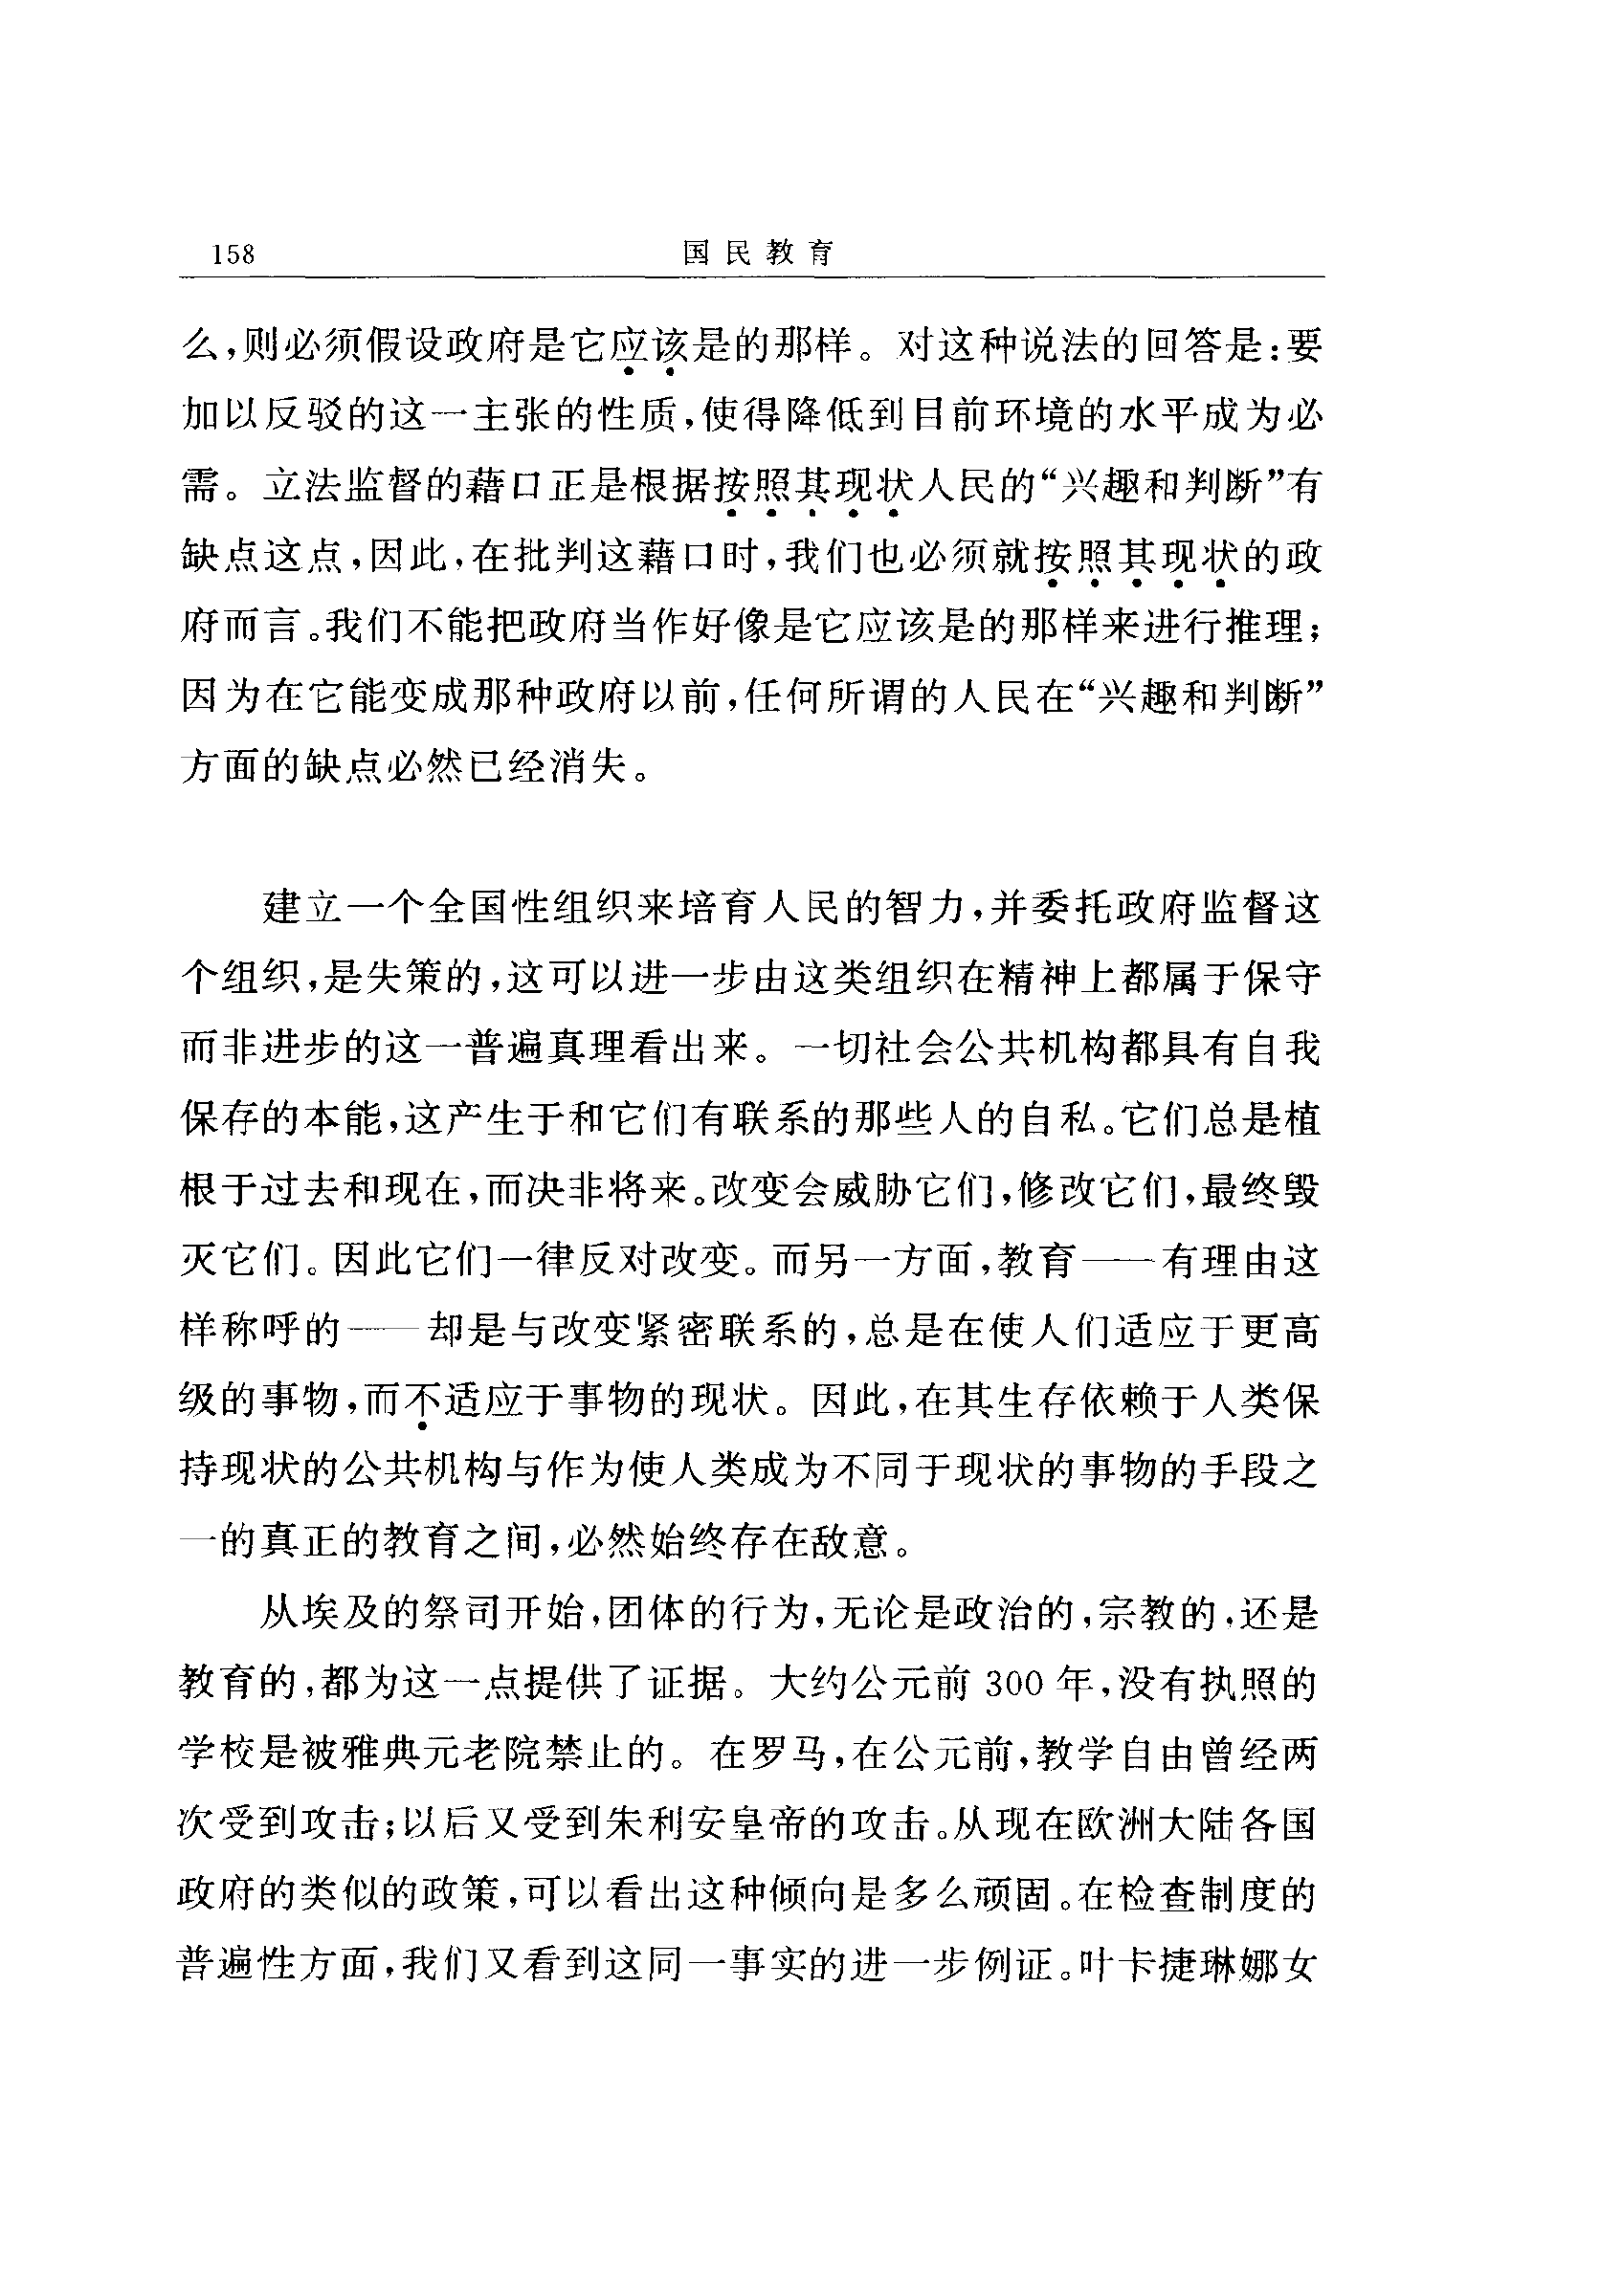 158
国民教育
么，则必须假设政府是它应该是的那样。对这种说法的回答是：要
加以反驳的这一主张的性质，使得降低到目前环境的水平成为必
需。立法监督的藉口正是根据按照其现状人民的“兴趣和判断”有
缺点这点，因此，在批判这藉口时，我们也必须就按照其现状的政
府而言。我们不能把政府当作好像是它应该是的那样来进行推理；
因为在它能变成那种政府以前，任何所谓的人民在“兴趣和判断”
方面的缺点必然已经消失。
建立一个全国性组织来培育人民的智力，并委托政府监督这
个组织，是失策的，这可以进一步由这类组织在精神上都属于保守
而非进步的这一普遍真理看出来。一切社会公共机构都具有自我
保存的本能，这产生于和它们有联系的那些人的自私。它们总是植
根于过去和现在，而决非将来。改变会威胁它们，修改它们，最终毁
灭它们。因此它们一律反对改变。而另一方面，教育——有理由这
样称呼的——却是与改变紧密联系的，总是在使人们适应于更高
级的事物，而不适应于事物的现状。因此，在其生存依赖于人类保
持现状的公共机构与作为使人类成为不同于现状的事物的手段之
一的真正的教育之间，必然始终存在敌意。
从埃及的祭司开始，团体的行为，无论是政治的，宗教的，还是
教育的，都为这一点提供了证据。大约公元前 300 年，没有执照的
学校是被雅典元老院禁止的。在罗马，在公元前，教学自由曾经两
次受到攻击；以后又受到朱利安皇帝的攻击。从现在欧洲大陆各国
政府的类似的政策，可以看出这种倾向是多么顽固。在检查制度的
普遍性方面，我们又看到这同一事实的进一步例证。叶卡捷琳娜女